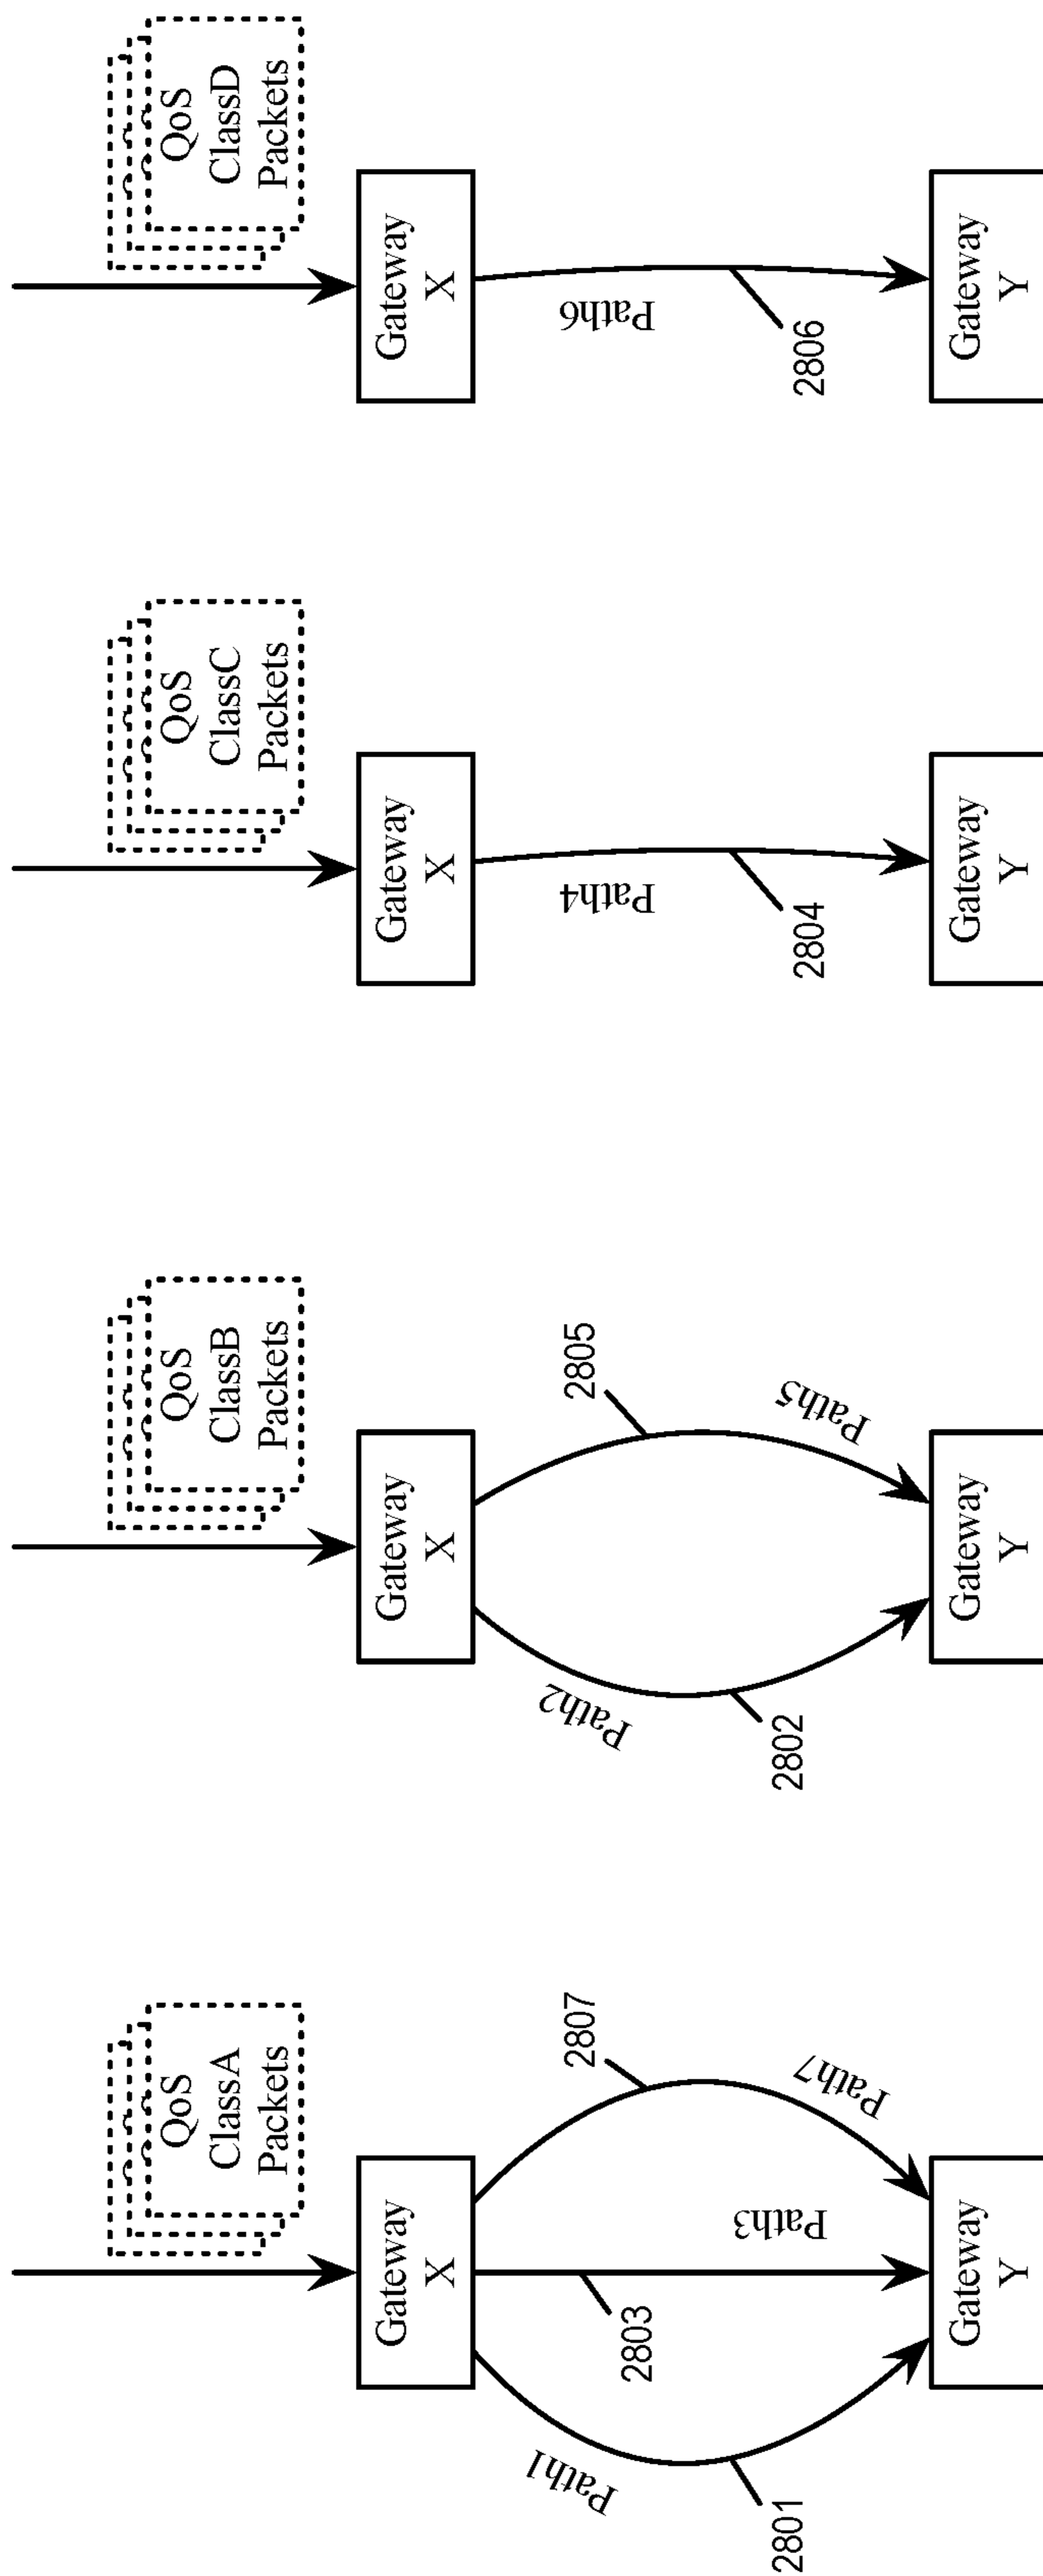 QoS
ClassA
Packets
Gateway
X
Path1
2801
2803
Path3
2807
Path7
Gateway
Y
QoS
ClassB
Packets
Gateway
X
Path2
2802
2805
Path5
Gateway
Y
QoS
ClassC
Packets
Gateway
X
Path4
2804
Gateway
Y
QoS
ClassD
Packets
Gateway
X
Path6
2806
Gateway
Y